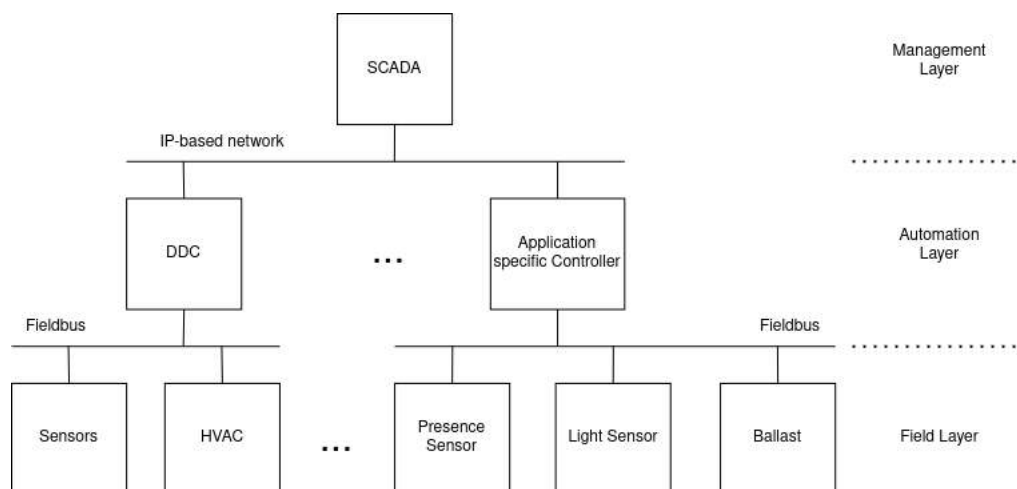 SCADA
Management
Layer
IP-based network
DDC
...
Application
specific Controller
Automation
Layer
Fieldbus
Fieldbus
Sensors
HVAC
...
Presence
Sensor
Light Sensor
Ballast
Field Layer